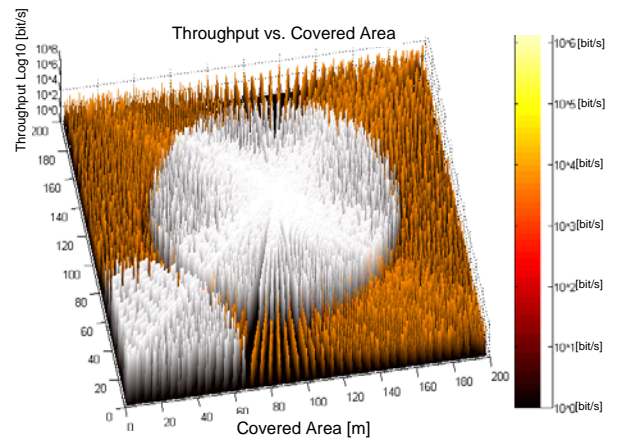 Throughput vs. Covered Area
Throughput Log10 [bit/s]
10^8
10^6
10^4
10^2
10^0
200
180
160
140
120
100
80
60
40
20
0
0
20
40
60
80
100
120
140
160
180
200
Covered Area [m]
10^6[bit/s]
10^5[bit/s]
10^4[bit/s]
10^3[bit/s]
10^2[bit/s]
10^1[bit/s]
10^0[bit/s]